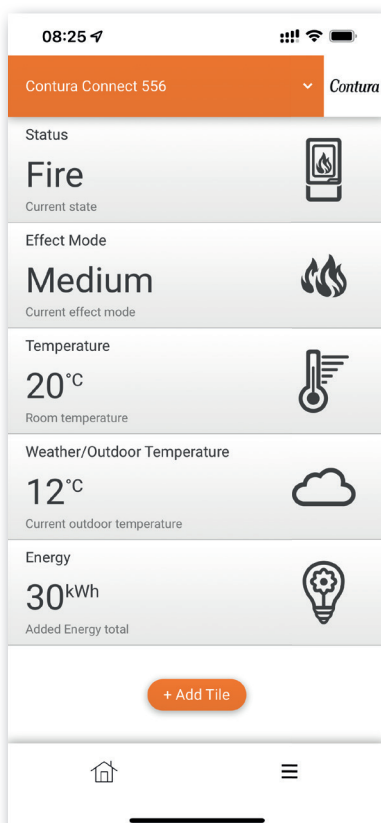 08:25
Contura Connect 556
Contura
Status
Fire
Current state
Effect Mode
Medium
Current effect mode
Temperature
20°C
Room temperature
Weather/Outdoor Temperature
12°C
Current outdoor temperature
Energy
30kWh
Added Energy total
+ Add Tile